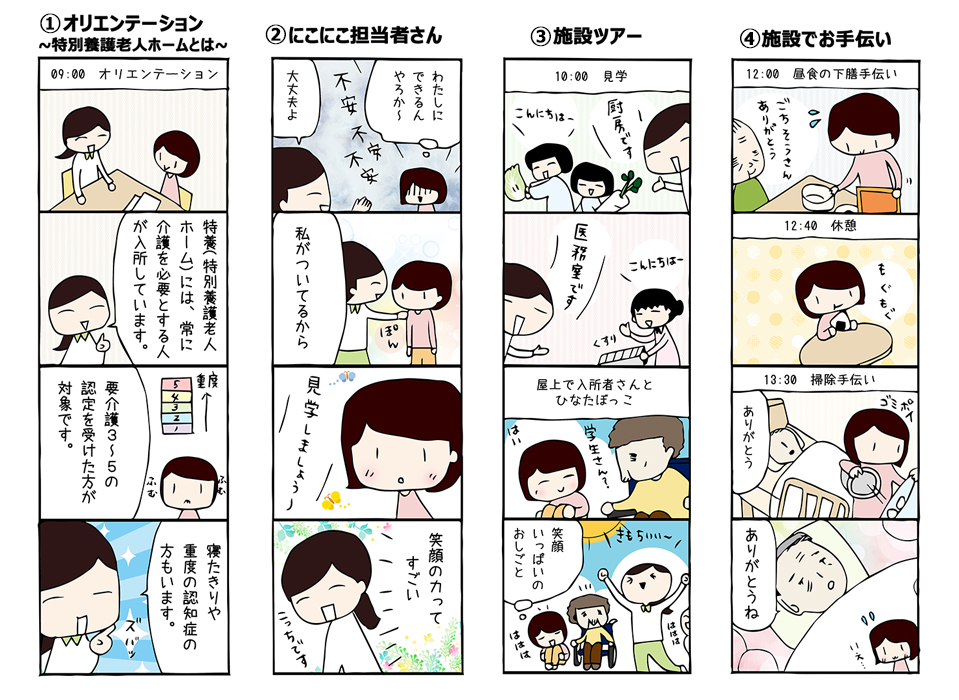 ①オリエンテーション
~特別養護老人ホームとは~
09:00 オリエンテーション
特養(特別養護老人
ホーム)には、常に
介護を必要とする人
が入所しています。
重度
5
4
3
2
1
要介護3～5の
認定を受けた方が
対象です。
ふむ
ふむ
寝たきりや
重度の認知症の
方もいます。
ズバッ
②にこにこ担当者さん
わたしに
できるん
やろか～
不安
不安
不安
大丈夫よ
私がついてるから
ぽん
見学しましょう～
笑顔の力って
すごい
こっちです
③施設ツアー
10:00 見学
厨房です
こんにちはー
医務室です
こんにちはー
くすり
屋上で入所者さんと
ひなたぼっこ
学生さん?
はい
きもちいい～
笑顔
いっぱいの
おしごと
ははは
ははは
④施設でお手伝い
12:00 昼食の下膳手伝い
ごちそうさん
ありがとう
12:40 休憩
もぐもぐ
13:30 掃除手伝い
ゴミポイ
ありがとう
ありがとうね
いえ…